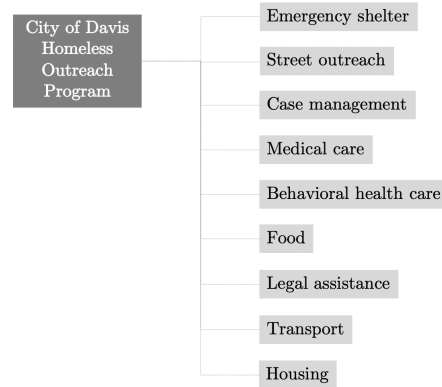 City of Davis
Homeless
Outreach
Program
Emergency shelter
Street outreach
Case management
Medical care
Behavioral health care
Food
Legal assistance
Transport
Housing